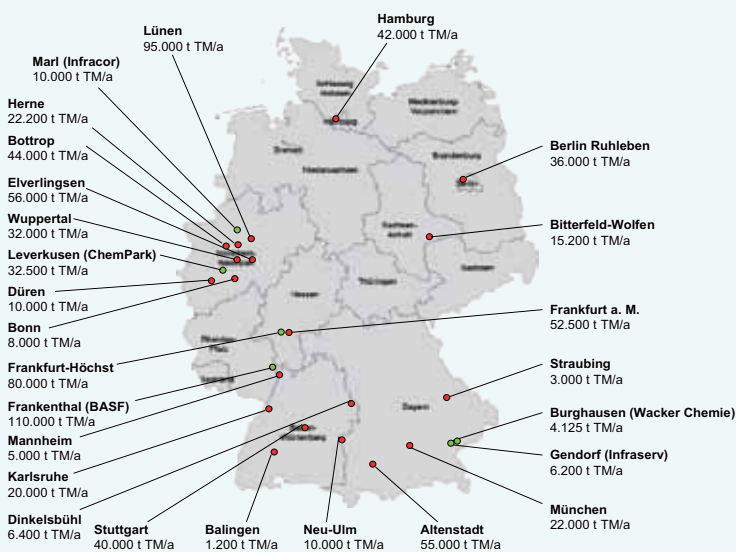 Hamburg
42.000 t TM/a
Lünen
95.000 t TM/a
Marl (Infracor)
10.000 t TM/a
Herne
22.200 t TM/a
Bottrop
44.000 t TM/a
Elverlingsen
56.000 t TM/a
Wuppertal
32.000 t TM/a
Leverkusen (ChemPark)
32.500 t TM/a
Düren
10.000 t TM/a
Bonn
8.000 t TM/a
Frankfurt-Höchst
80.000 t TM/a
Frankenthal (BASF)
110.000 t TM/a
Mannheim
5.000 t TM/a
Karlsruhe
20.000 t TM/a
Dinkelsbühl
6.400 t TM/a
Stuttgart
40.000 t TM/a
Balingen
1.200 t TM/a
Neu-Ulm
10.000 t TM/a
Altenstadt
55.000 t TM/a
Berlin Ruhleben
36.000 t TM/a
Bitterfeld-Wolfen
15.200 t TM/a
Frankfurt a. M.
52.500 t TM/a
Straubing
3.000 t TM/a
Burghausen (Wacker Chemie)
4.125 t TM/a
Gendorf (Infraserv)
6.200 t TM/a
München
22.000 t TM/a
Niedersachsen
Brandenburg
Thüringen
Hessen
Bayern